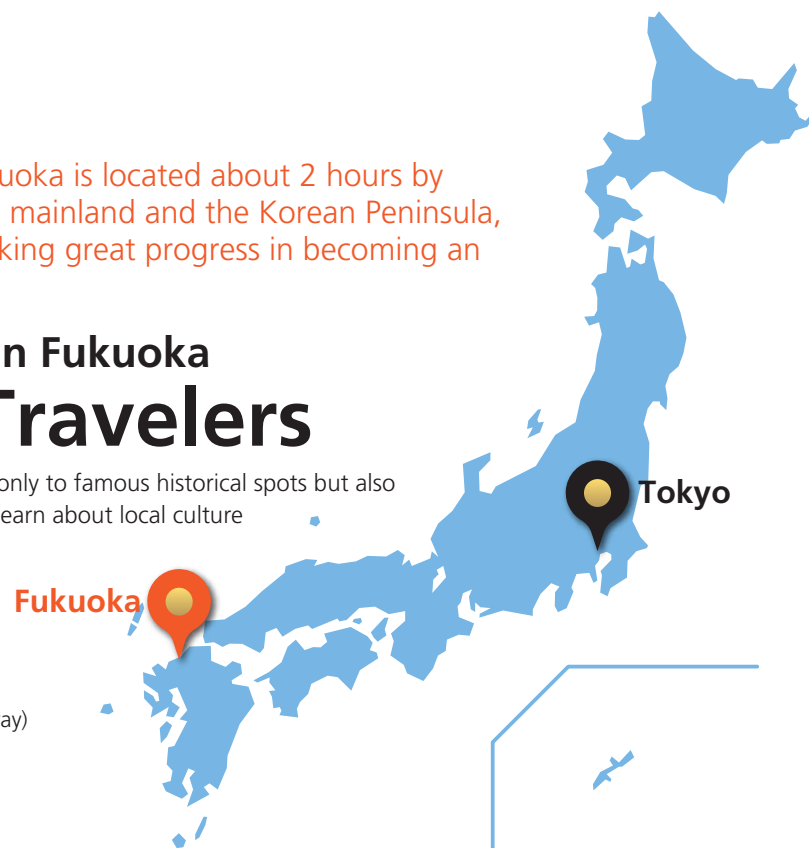 uoka is located about 2 hours by
mainland and the Korean Peninsula,
king great progress in becoming an
n Fukuoka
Travelers
only to famous historical spots but also
earn about local culture
Tokyo
Fukuoka
ay)